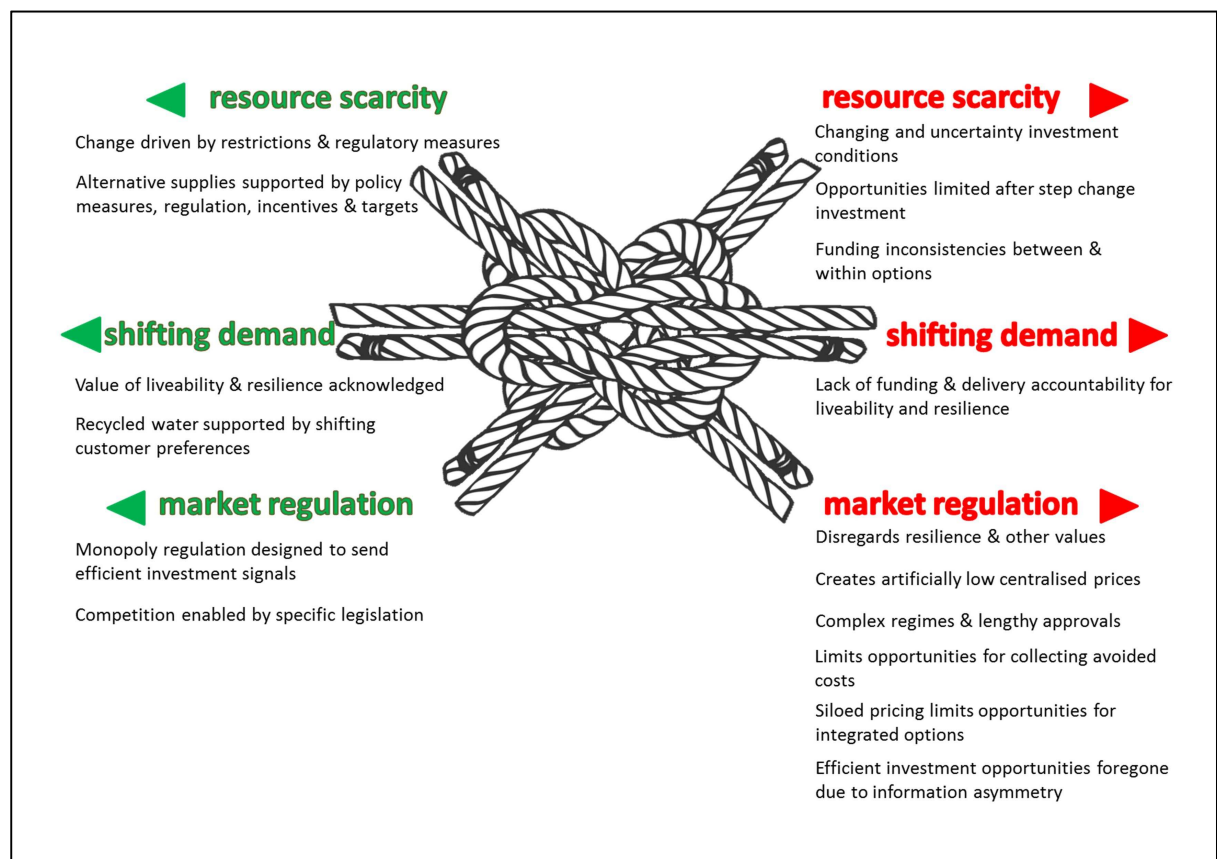 resource scarcity
Change driven by restrictions & regulatory measures
Alternative supplies supported by policy
measures, regulation, incentives & targets
shifting demand
Value of liveability & resilience acknowledged
Recycled water supported by shifting
customer preferences
market regulation
Monopoly regulation designed to send
efficient investment signals
Competition enabled by specific legislation
resource scarcity
Changing and uncertainty investment
conditions
Opportunities limited after step change
investment
Funding inconsistencies between &
within options
shifting demand
Lack of funding & delivery accountability for
liveability and resilience
market regulation
Disregards resilience & other values
Creates artificially low centralised prices
Complex regimes & lengthy approvals
Limits opportunities for collecting avoided
costs
Siloed pricing limits opportunities for
integrated options
Efficient investment opportunities foregone
due to information asymmetry